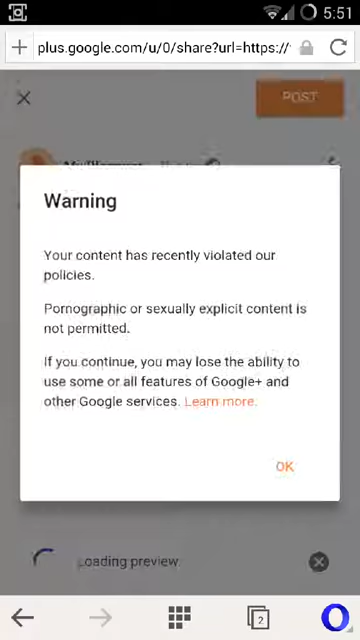 5:51
plus.google.com/u/0/share?url=https://
POST
Warning
Your content has recently violated our
policies.
Pornographic or sexually explicit content is
not permitted.
If you continue, you may lose the ability to
use some or all features of Google+ and
other Google services. Learn more.
OK
Loading preview
2